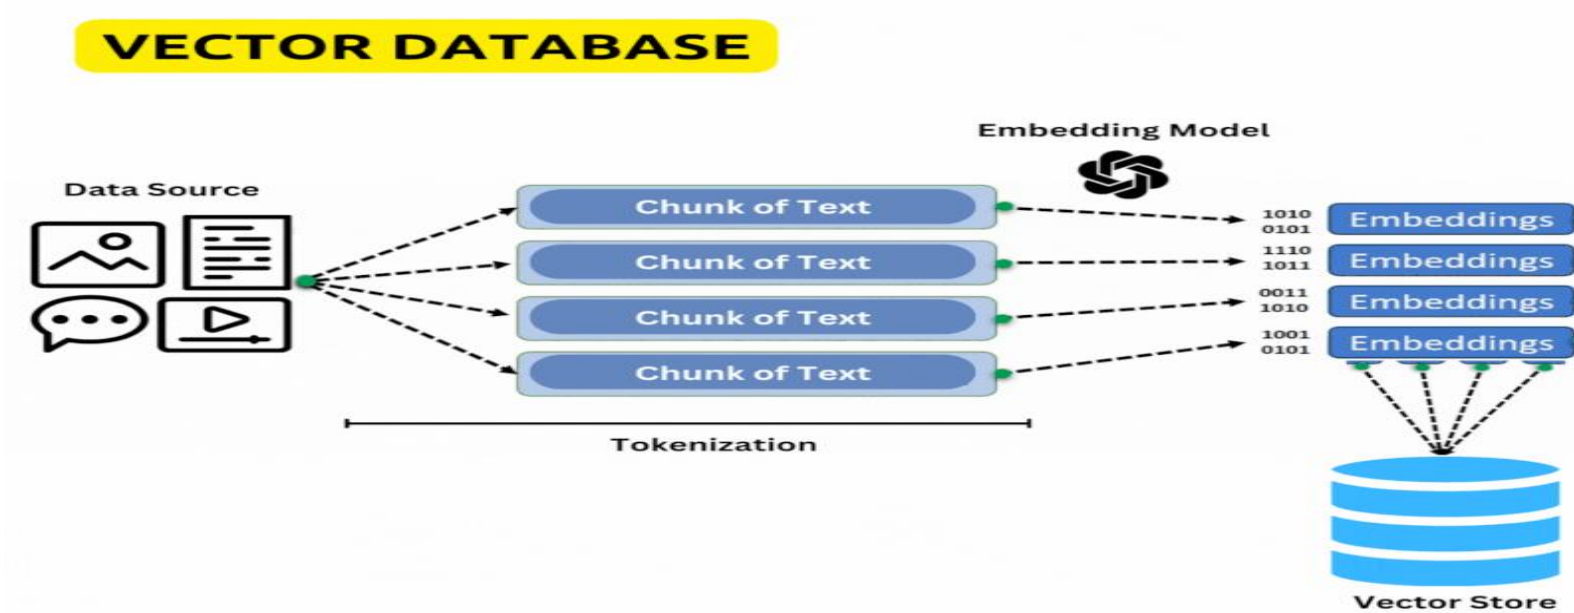 VECTOR DATABASE
Embedding Model
Data Source
Chunk of Text
Chunk of Text
Chunk of Text
Chunk of Text
1010
0101
Embeddings
1110
1011
Embeddings
0011
1010
Embeddings
1001
0101
Embeddings
Tokenization
Vector Store